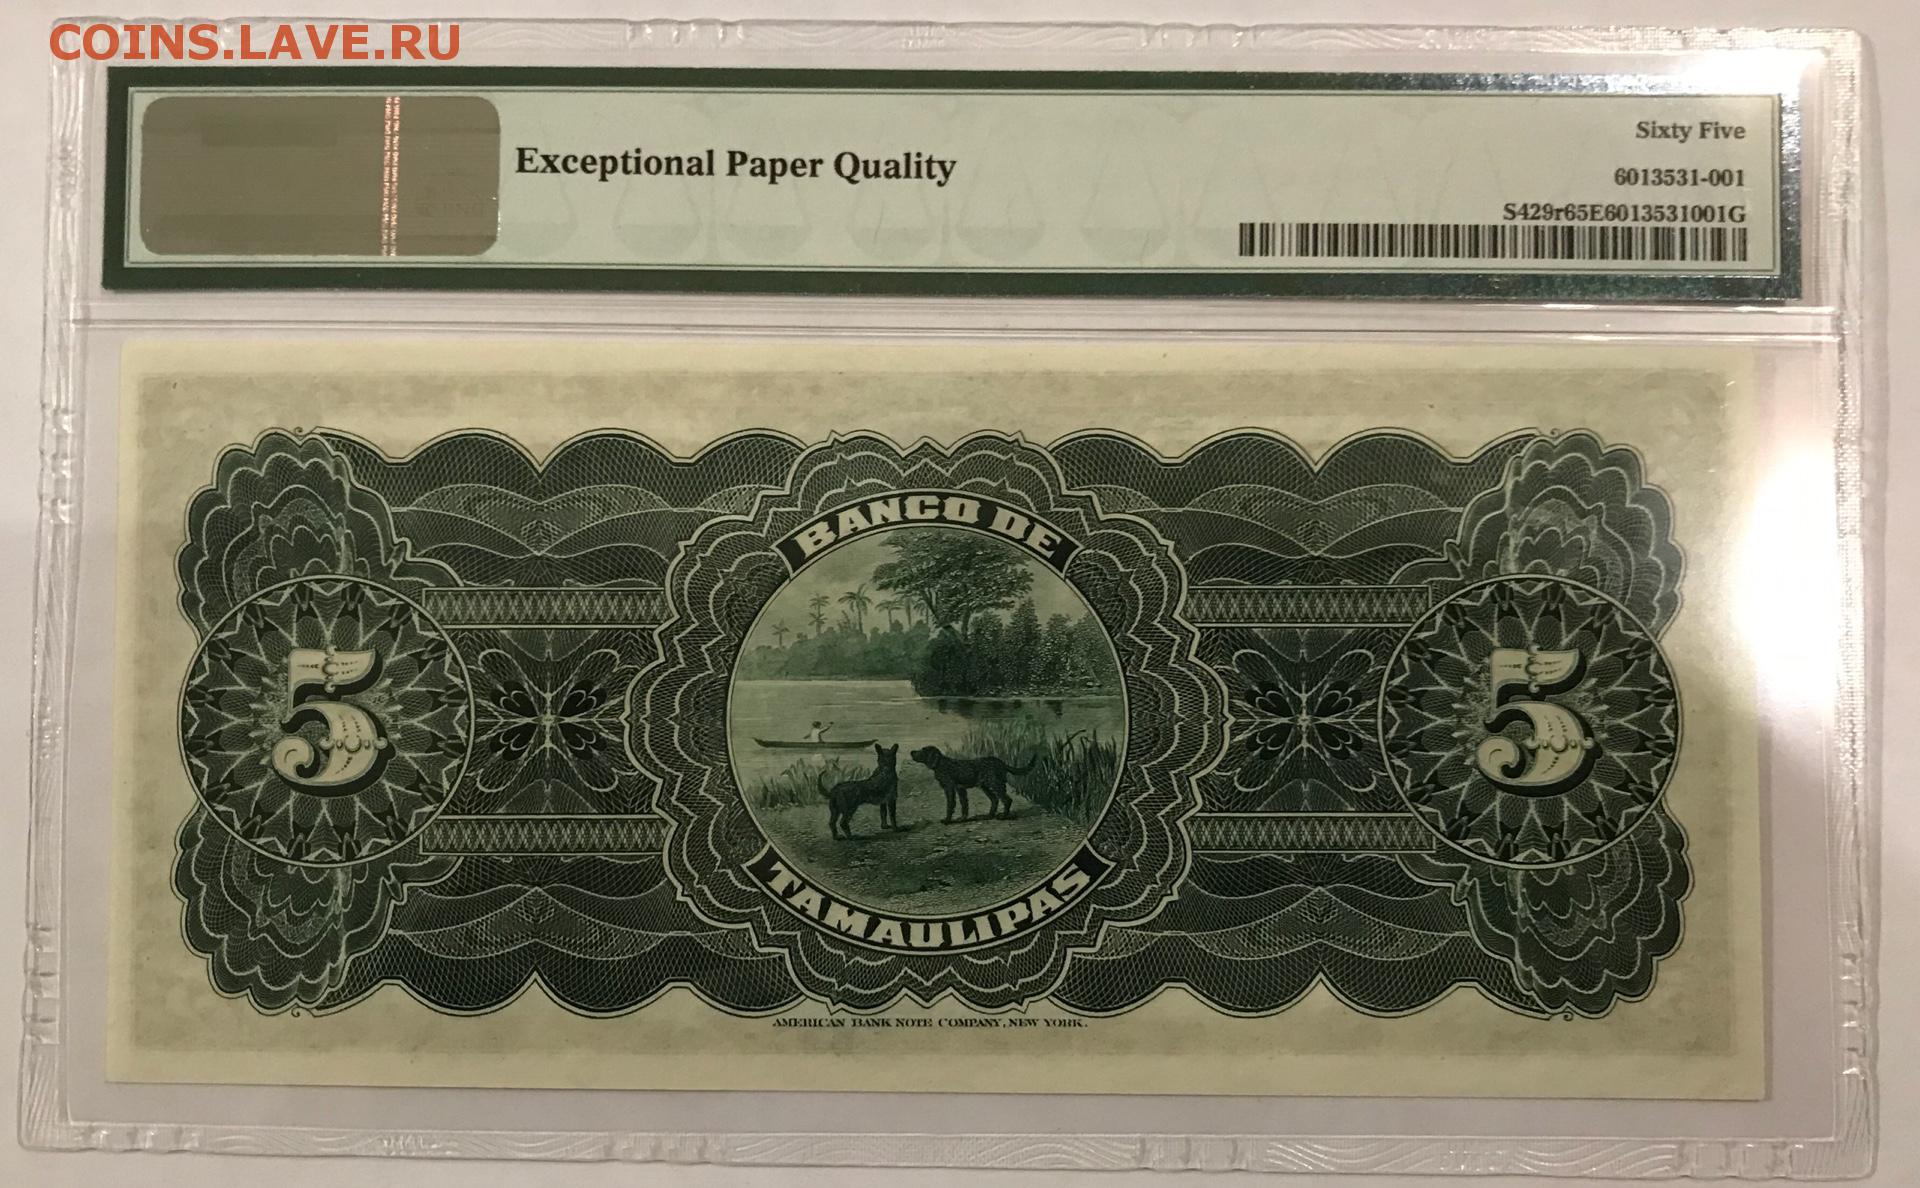 COINS.LAVE.RU
Sixty Five
Exceptional Paper Quality
6013531-001
S429r65E6013531001G
BANCO DE
5
5
TAMAULIPAS
AMERICAN BANK NOTE COMPANY, NEW YORK.